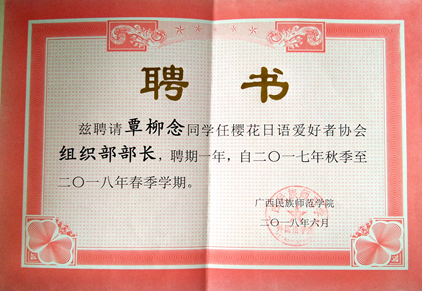 聘书
兹聘请覃柳念同学任樱花日语爱好者协会
组织部部长，聘期一年，自二〇一七年秋季至
二〇一八年春季学期。
广西民族师范学院
二〇一八年六月